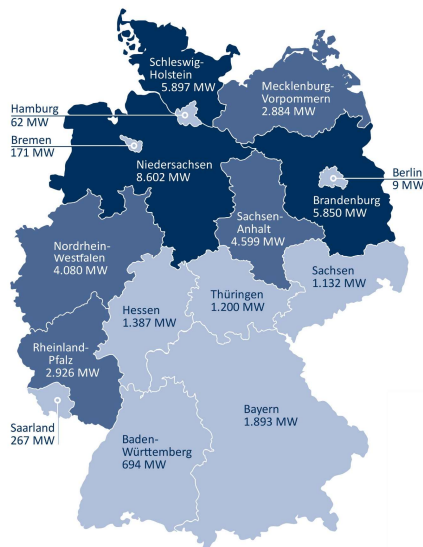 Schleswig-
Holstein
5.897 MW
Mecklenburg-
Vorpommern
2.884 MW
Hamburg
62 MW
Bremen
171 MW
Niedersachsen
8.602 MW
Berlin
9 MW
Brandenburg
5.850 MW
Sachsen-
Anhalt
4.599 MW
Nordrhein-
Westfalen
4.080 MW
Sachsen
1.132 MW
Hessen
1.387 MW
Thüringen
1.200 MW
Rheinland-
Pfalz
2.926 MW
Saarland
267 MW
Bayern
1.893 MW
Baden-
Württemberg
694 MW